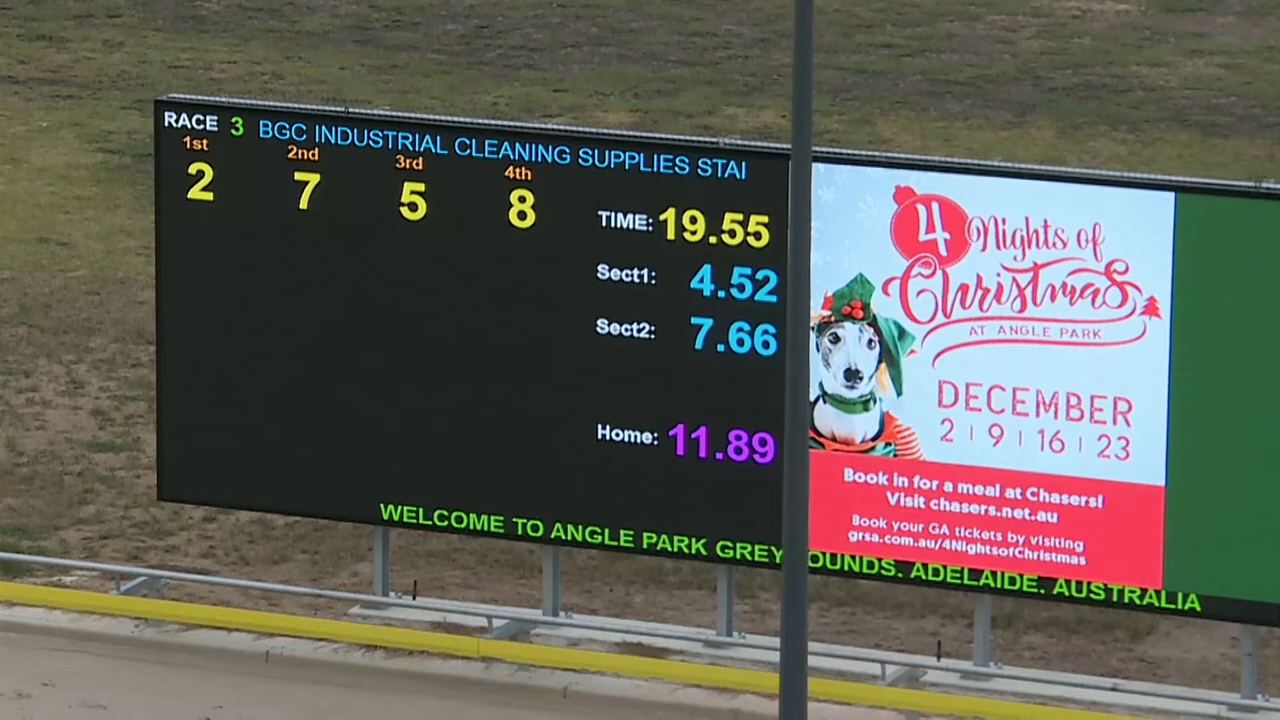 RACE 3 BGC INDUSTRIAL CLEANING SUPPLIES STAI
1st 2nd 3rd 4th
2 7 5 8
TIME: 19.55
Sect1: 4.52
Sect2: 7.66
Home: 11.89
4 Nights of
Christmas
AT ANGLE PARK
DECEMBER
2 | 9 | 16 | 23
Book in for a meal at Chasers!
Visit chasers.net.au
Book your GA tickets by visiting
grsa.com.au/4NightsofChristmas
WELCOME TO ANGLE PARK GREY OUNDS. ADELAIDE. AUSTRALIA